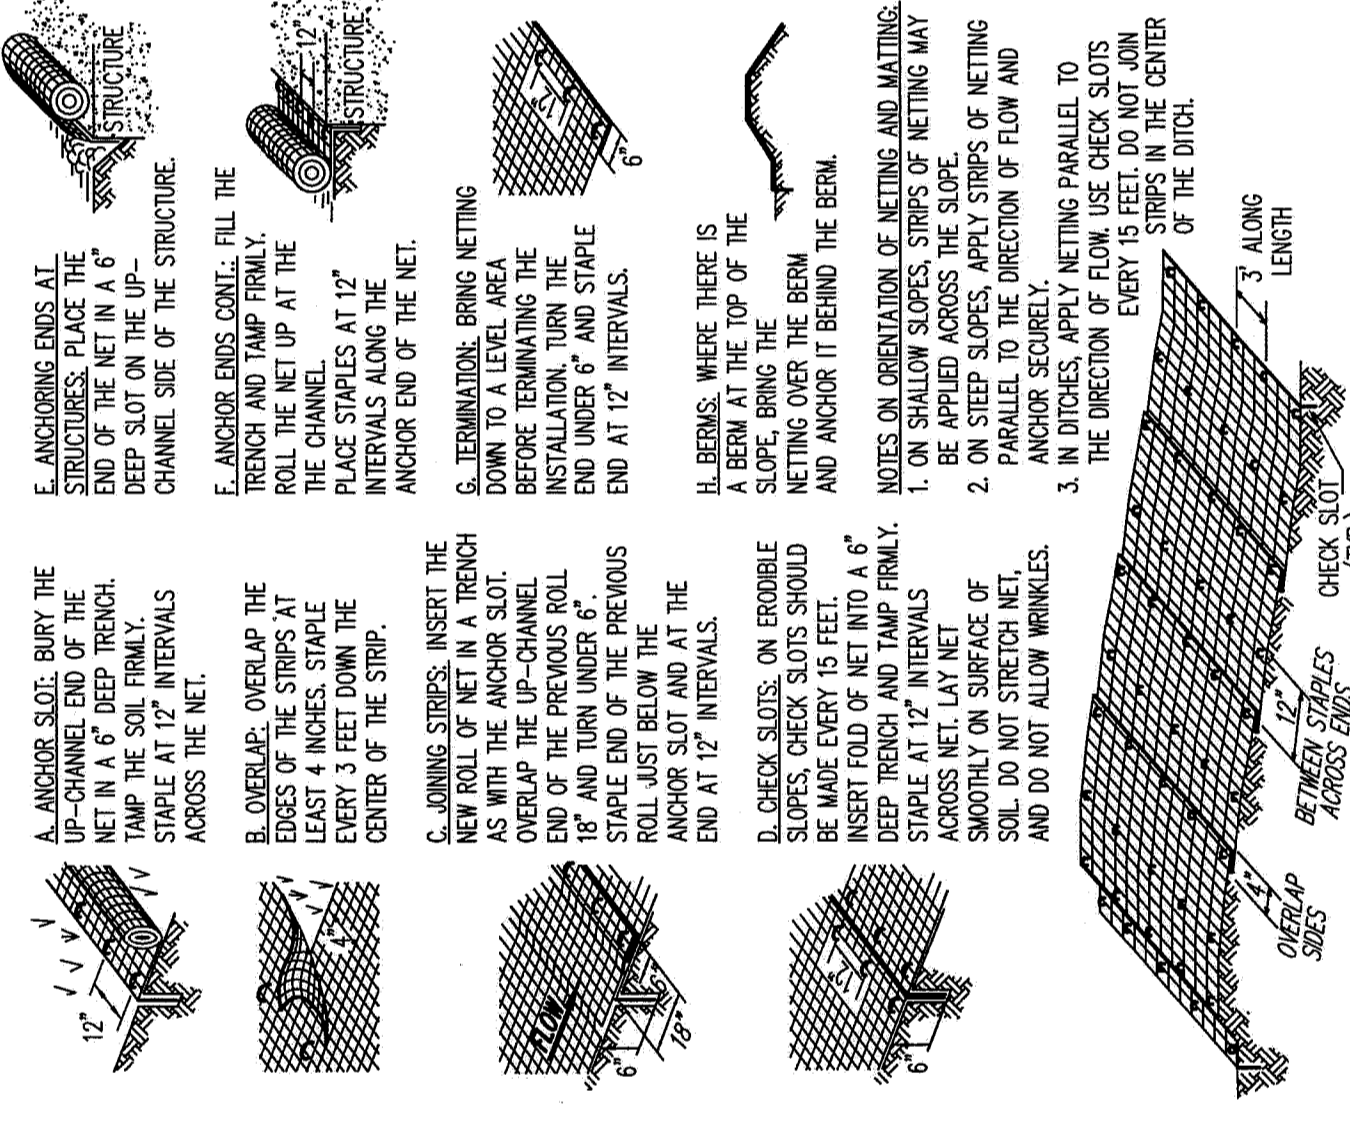 A. ANCHOR SLOT: BURY THE
UP-CHANNEL END OF THE
NET IN A 6" DEEP TRENCH.
TAMP THE SOIL FIRMLY.
STAPLE AT 12" INTERVALS
ACROSS THE NET.
12"
B. OVERLAP: OVERLAP THE
EDGES OF THE STRIPS AT
LEAST 4 INCHES. STAPLE
EVERY 3 FEET DOWN THE
CENTER OF THE STRIP.
4"
C. JOINING STRIPS: INSERT THE
NEW ROLL OF NET IN A TRENCH
AS WITH THE ANCHOR SLOT.
OVERLAP THE UP-CHANNEL
END OF THE PREVIOUS ROLL
18" AND TURN UNDER 6".
STAPLE END OF THE PREVIOUS
ROLL JUST BELOW THE
ANCHOR SLOT AND AT THE
END AT 12" INTERVALS.
FLOW
6"
6"
18"
D. CHECK SLOTS: ON ERODIBLE
SLOPES, CHECK SLOTS SHOULD
BE MADE EVERY 15 FEET.
INSERT FOLD OF NET INTO A 6"
DEEP TRENCH AND TAMP FIRMLY.
STAPLE AT 12" INTERVALS
ACROSS NET. LAY NET
SMOOTHLY ON SURFACE OF
SOIL. DO NOT STRETCH NET,
AND DO NOT ALLOW WRINKLES.
12"
6"
E. ANCHORING ENDS AT
STRUCTURES: PLACE THE
END OF THE NET IN A 6"
DEEP SLOT ON THE UP-
CHANNEL SIDE OF THE STRUCTURE.
STRUCTURE
F. ANCHOR ENDS CONT.: FILL THE
TRENCH AND TAMP FIRMLY.
ROLL THE NET UP AT THE
THE CHANNEL.
PLACE STAPLES AT 12"
INTERVALS ALONG THE
ANCHOR END OF THE NET.
12"
STRUCTURE
G. TERMINATION: BRING NETTING
DOWN TO A LEVEL AREA
BEFORE TERMINATING THE
INSTALLATION. TURN THE
END UNDER 6" AND STAPLE
END AT 12" INTERVALS.
12"
6"
H. BERMS: WHERE THERE IS
A BERM AT THE TOP OF THE
SLOPE, BRING THE
NETTING OVER THE BERM
AND ANCHOR IT BEHIND THE BERM.
NOTES ON ORIENTATION OF NETTING AND MATTING:
1. ON SHALLOW SLOPES, STRIPS OF NETTING MAY
BE APPLIED ACROSS THE SLOPE.
2. ON STEEP SLOPES, APPLY STRIPS OF NETTING
PARALLEL TO THE DIRECTION OF FLOW AND
ANCHOR SECURELY.
3. IN DITCHES, APPLY NETTING PARALLEL TO
THE DIRECTION OF FLOW. USE CHECK SLOTS
EVERY 15 FEET. DO NOT JOIN
STRIPS IN THE CENTER
OF THE DITCH.
3' ALONG
LENGTH
CHECK SLOT
12"
BETWEEN STAPLES
ACROSS ENDS
4"
OVERLAP
SIDES